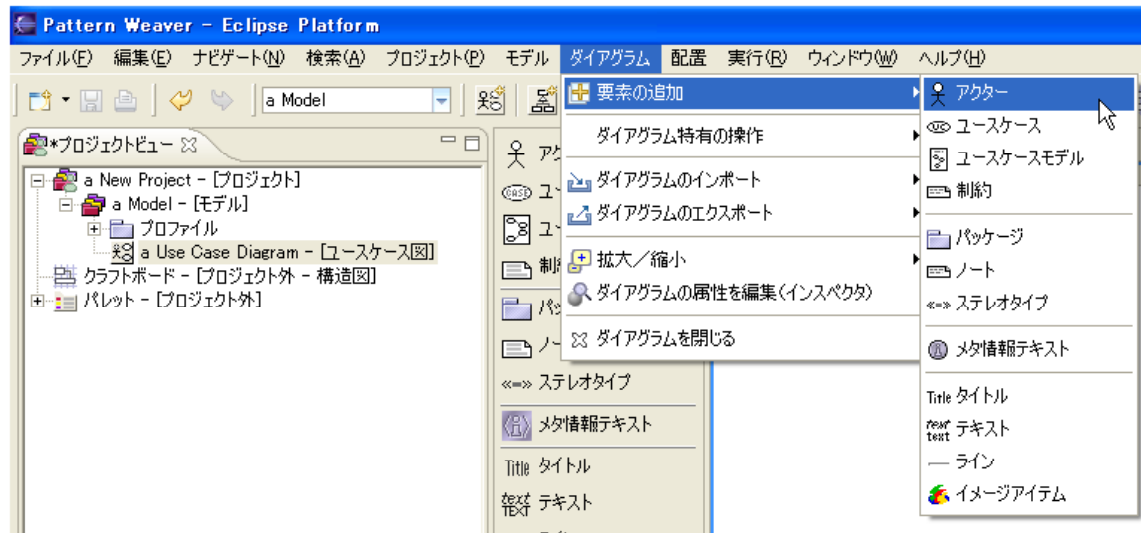 Pattern Weaver - Eclipse Platform
ファイル(F) 編集(E) ナビゲート(N) 検索(A) プロジェクト(P) モデル ダイアグラム 配置 実行(R) ウィンドウ(W) ヘルプ(H)
a Model
*プロジェクトビュー
a New Project - [プロジェクト]
a Model - [モデル]
プロファイル
a Use Case Diagram - [ユースケース図]
クラフトボード - [プロジェクト外 - 構造図]
パレット - [プロジェクト外]
ステレオタイプ
メタ情報テキスト
Title タイトル
text テキスト
要素の追加
ダイアグラム特有の操作
ダイアグラムのインポート
ダイアグラムのエクスポート
拡大/縮小
ダイアグラムの属性を編集(インスペクタ)
ダイアグラムを閉じる
アクター
ユースケース
ユースケースモデル
制約
パッケージ
ノート
«=» ステレオタイプ
メタ情報テキスト
Title タイトル
text テキスト
ライン
イメージアイテム